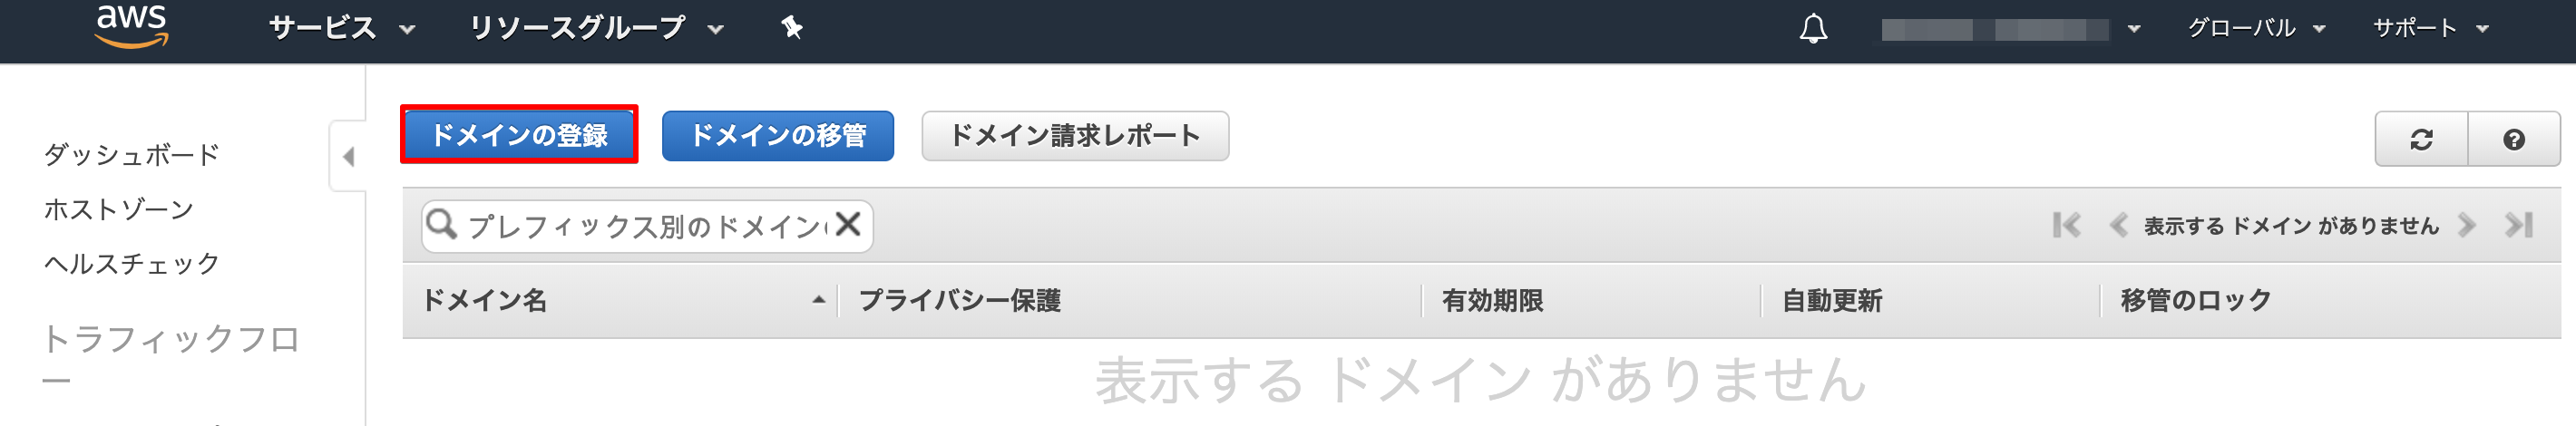 aws サービス リソースグループ グローバル サポート
ドメインの登録 ドメインの移管 ドメイン請求レポート
ダッシュボード
ホストゾーン
ヘルスチェック
トラフィックフロ
ー
プレフィックス別のドメイン 表示する ドメイン がありません
ドメイン名 プライバシー保護 有効期限 自動更新 移管のロック
表示する ドメイン がありません